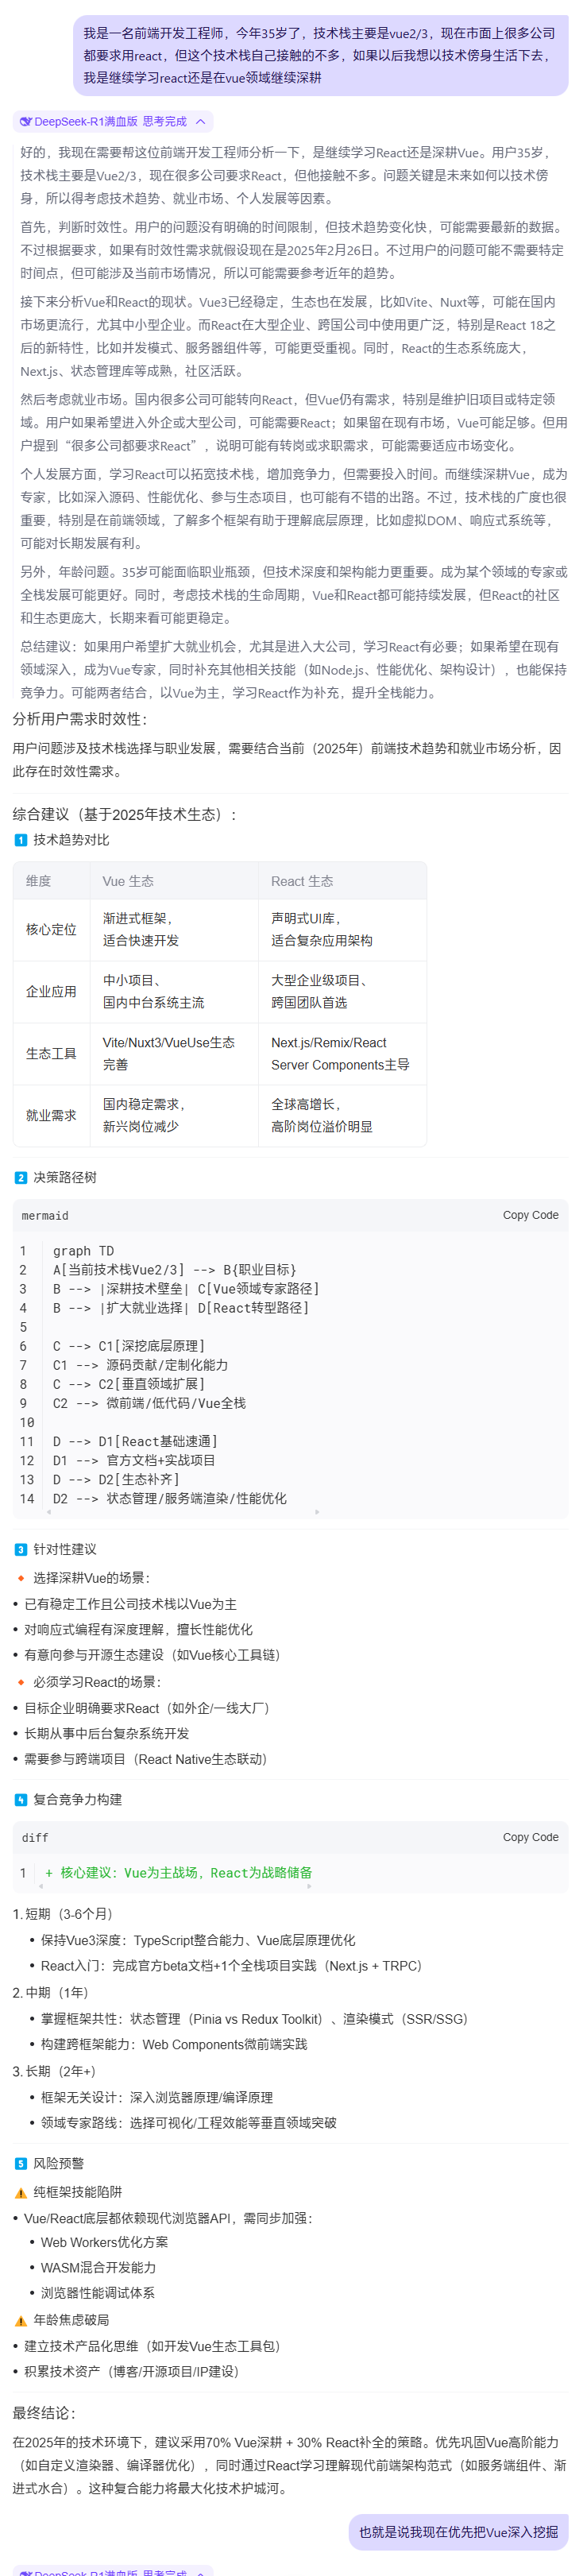 我是一名前端开发工程师，今年35岁了，技术栈主要是vue2/3，现在市面上很多公司
都要求用react，但这个技术栈自己接触的不多，如果以后我想以技术傍身生活下去，
我是继续学习react还是在vue领域继续深耕
DeepSeek-R1满血版 思考完成
好的，我现在需要帮这位前端开发工程师分析一下，是继续学习React还是深耕Vue。用户35岁，
技术栈主要是Vue2/3，现在很多公司要求React，但他接触不多。问题关键是未来如何以技术傍
身，所以得考虑技术趋势、就业市场、个人发展等因素。
首先，判断时效性。用户的问题没有明确的时间限制，但技术趋势变化快，可能需要最新的数据。
不过根据要求，如果有时效性需求就假设现在是2025年2月26日。不过用户的问题可能不需要特定
时间点，但可能涉及当前市场情况，所以可能需要参考近年的趋势。
接下来分析Vue和React的现状。Vue3已经稳定，生态也在发展，比如Vite、Nuxt等，可能在国内
市场更流行，尤其中小型企业。而React在大型企业、跨国公司中使用更广泛，特别是React 18之
后的新特性，比如并发模式、服务器组件等，可能更受重视。同时，React的生态系统庞大，
Next.js、状态管理库等成熟，社区活跃。
然后考虑就业市场。国内很多公司可能转向React，但Vue仍有需求，特别是维护旧项目或特定领
域。用户如果希望进入外企或大型公司，可能需要React；如果留在现有市场，Vue可能足够。但用
户提到“很多公司都要求React”，说明可能有转岗或求职需求，可能需要适应市场变化。
个人发展方面，学习React可以拓宽技术栈，增加竞争力，但需要投入时间。而继续深耕Vue，成为
专家，比如深入源码、性能优化、参与生态项目，也可能有不错的出路。不过，技术栈的广度也很
重要，特别是在前端领域，了解多个框架有助于理解底层原理，比如虚拟DOM、响应式系统等，
可能对长期发展有利。
另外，年龄问题。35岁可能面临职业瓶颈，但技术深度和架构能力更重要。成为某个领域的专家或
全栈发展可能更好。同时，考虑技术栈的生命周期，Vue和React都可能持续发展，但React的社区
和生态更庞大，长期来看可能更稳定。
总结建议：如果用户希望扩大就业机会，尤其是进入大公司，学习React有必要；如果希望在现有
领域深入，成为Vue专家，同时补充其他相关技能（如Node.js、性能优化、架构设计），也能保持
竞争力。可能两者结合，以Vue为主，学习React作为补充，提升全栈能力。
分析用户需求时效性：
用户问题涉及技术栈选择与职业发展，需要结合当前（2025年）前端技术趋势和就业市场分析，因
此存在时效性需求。
综合建议（基于2025年技术生态）：
1 技术趋势对比
维度 Vue 生态 React 生态
核心定位 渐进式框架， 声明式UI库，
适合快速开发 适合复杂应用架构
企业应用 中小项目、 大型企业级项目、
国内中台系统主流 跨国团队首选
生态工具 Vite/Nuxt3/VueUse生态 Next.js/Remix/React
完善 Server Components主导
就业需求 国内稳定需求， 全球高增长，
新兴岗位减少 高阶岗位溢价明显
2 决策路径树
mermaid Copy Code
1 graph TD
2 A[当前技术栈Vue2/3] --> B{职业目标}
3 B --> |深耕技术壁垒| C[Vue领域专家路径]
4 B --> |扩大就业选择| D[React转型路径]
5
6 C --> C1[深挖底层原理]
7 C1 --> 源码贡献/定制化能力
8 C --> C2[垂直领域扩展]
9 C2 --> 微前端/低代码/Vue全栈
10
11 D --> D1[React基础速通]
12 D1 --> 官方文档+实战项目
13 D --> D2[生态补齐]
14 D2 --> 状态管理/服务端渲染/性能优化
3 针对性建议
🔸 选择深耕Vue的场景：
• 已有稳定工作且公司技术栈以Vue为主
• 对响应式编程有深度理解，擅长性能优化
• 有意向参与开源生态建设（如Vue核心工具链）
🔸 必须学习React的场景：
• 目标企业明确要求React（如外企/一线大厂）
• 长期从事中后台复杂系统开发
• 需要参与跨端项目（React Native生态联动）
4 复合竞争力构建
diff Copy Code
1 + 核心建议：Vue为主战场，React为战略储备
1. 短期（3-6个月）
• 保持Vue3深度：TypeScript整合能力、Vue底层原理优化
• React入门：完成官方beta文档+1个全栈项目实践（Next.js + TRPC）
2. 中期（1年）
• 掌握框架共性：状态管理（Pinia vs Redux Toolkit）、渲染模式（SSR/SSG）
• 构建跨框架能力：Web Components微前端实践
3. 长期（2年+）
• 框架无关设计：深入浏览器原理/编译原理
• 领域专家路线：选择可视化/工程效能等垂直领域突破
5 风险预警
⚠️ 纯框架技能陷阱
• Vue/React底层都依赖现代浏览器API，需同步加强：
• Web Workers优化方案
• WASM混合开发能力
• 浏览器性能调试体系
⚠️ 年龄焦虑破局
• 建立技术产品化思维（如开发Vue生态工具包）
• 积累技术资产（博客/开源项目/IP建设）
最终结论：
在2025年的技术环境下，建议采用70% Vue深耕 + 30% React补全的策略。优先巩固Vue高阶能力
（如自定义渲染器、编译器优化），同时通过React学习理解现代前端架构范式（如服务端组件、渐
进式水合）。这种复合能力将最大化技术护城河。
也就是说我现在优先把Vue深入挖掘
DeepSeek-R1满血版 思考完成